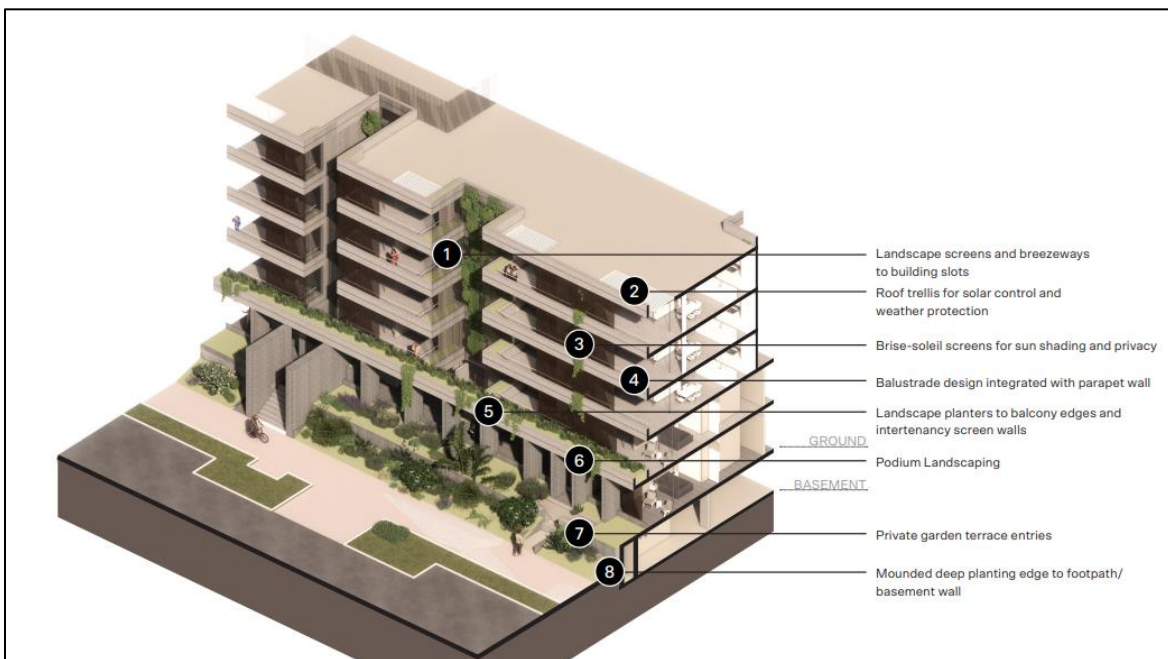 1
Landscape screens and breezeways
to building slots
2
Roof trellis for solar control and
weather protection
3
Brise-soleil screens for sun shading and privacy
4
Balustrade design integrated with parapet wall
5
Landscape planters to balcony edges and
intertenancy screen walls
GROUND
6
Podium Landscaping
BASEMENT
7
Private garden terrace entries
8
Mounded deep planting edge to footpath/
basement wall